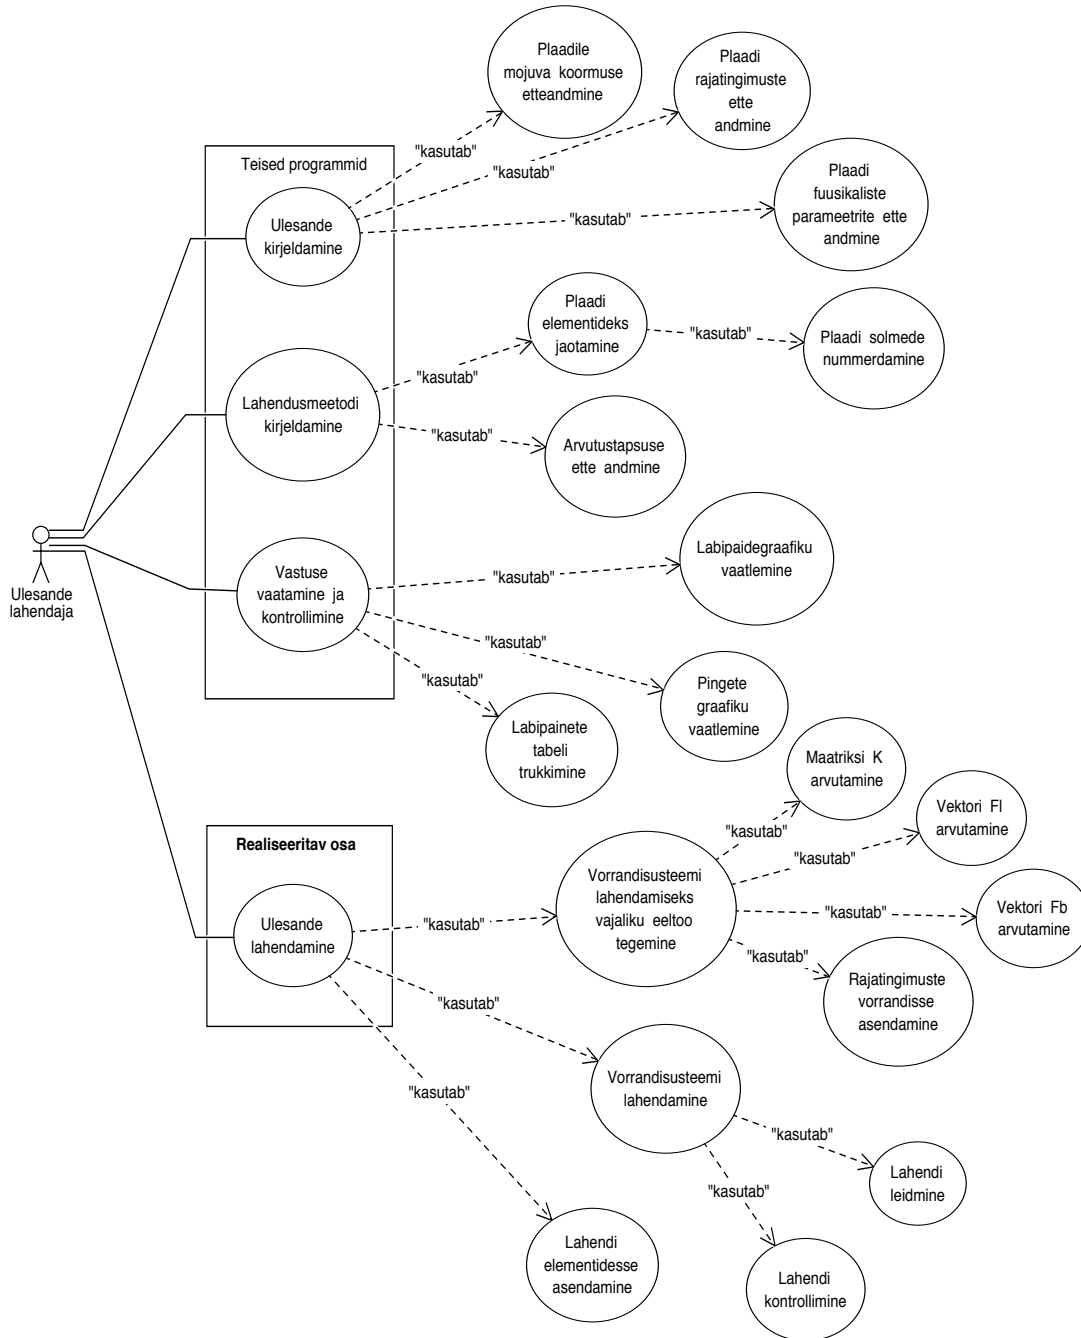 Plaadile
mojuva koormuse
etteandmine
Plaadi
rajatingimuste
ette
andmine
"kasutab"
"kasutab"
Teised programmid
Plaadi
fuusikaliste
parameetrite ette
andmine
"kasutab"
Ulesande
kirjeldamine
Plaadi
elementideks
jaotamine
"kasutab"
Plaadi solmede
nummerdamine
"kasutab"
Lahendusmeetodi
kirjeldamine
"kasutab"
Arvutustapsuse
ette andmine
Labipaidegraafiku
vaatlemine
"kasutab"
Vastuse
vaatamine ja
kontrollimine
Ulesande
lahendaja
"kasutab"
"kasutab"
Pingete
graafiku
vaatlemine
Labipainete
tabeli
trukkimine
Maatriksi K
arvutamine
Vektori Fl
arvutamine
"kasutab"
Realiseeritav osa
"kasutab"
Vorrandisusteemi
lahendamiseks
vajaliku eeltoo
tegemine
Vektori Fb
arvutamine
"kasutab"
Ulesande
lahendamine
"kasutab"
"kasutab"
Rajatingimuste
vorrandisse
asendamine
"kasutab"
Vorrandisusteemi
lahendamine
"kasutab"
"kasutab"
Lahendi
leidmine
"kasutab"
Lahendi
elementidesse
asendamine
Lahendi
kontrollimine